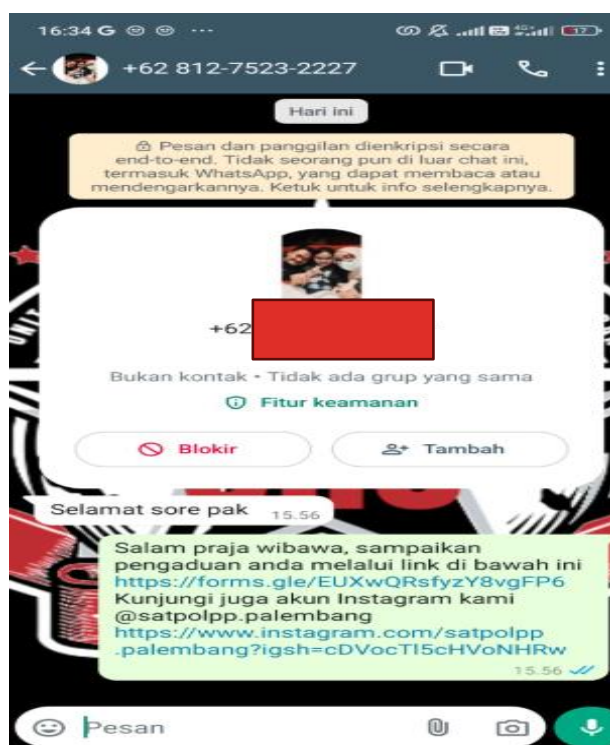 16:34 G
4G+
17
+62 812-7523-2227
Hari ini
Pesan dan panggilan dienkripsi secara
end-to-end. Tidak seorang pun di luar chat ini,
termasuk WhatsApp, yang dapat membaca atau
mendengarkannya. Ketuk untuk info selengkapnya.
+62
Bukan kontak • Tidak ada grup yang sama
Fitur keamanan
Blokir
Tambah
Selamat sore pak 15.56
Salam praja wibawa, sampaikan
pengaduan anda melalui link di bawah ini
https://forms.gle/EUXwQRsfyzY8vgFP6
Kunjungi juga akun Instagram kami
@satpolpp.palembang
https://www.instagram.com/satpolpp
.palembang?igsh=cDVocTl5cHVoNHRw
15.56
Pesan